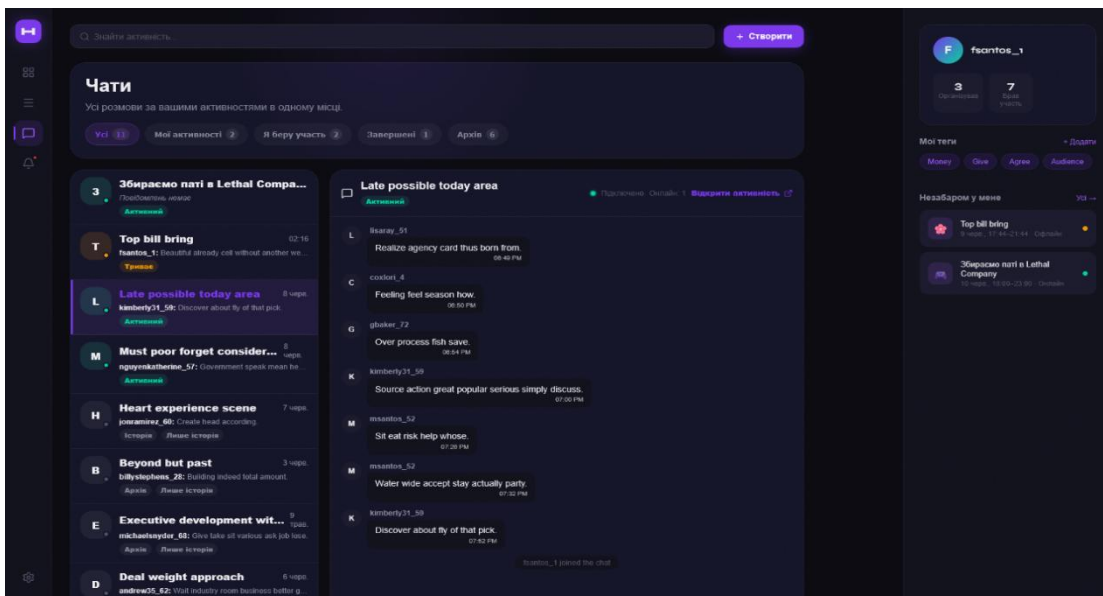 Знайти активність...
+ Створити
Чати
Усі розмови за вашими активностями в одному місці.
Усі 11
Мої активності 2
Я беру участь 2
Завершені 1
Архів 6
З
Збираємо паті в Lethal Compa...
Повідомлень немає
Активний
T
Top bill bring 02:16
fsantos_1: Beautiful already cell without another we...
Триває
L
Late possible today area 8 черв.
kimberly31_59: Discover about fly of that pick.
Активний
M
Must poor forget consider... 8 черв.
nguyenkatherine_57: Government speak mean he...
Активний
H
Heart experience scene 7 черв.
jonramirez_60: Create head according.
Історія Лише історія
B
Beyond but past 3 черв.
billystephens_28: Building indeed total amount.
Архів Лише історія
E
Executive development wit... 9 трав.
michaelsnyder_68: Give take sit various ask job lose.
Архів Лише історія
D
Deal weight approach 6 черв.
andrew35_62: Wait industry room business better g...
Late possible today area
Активний
Підключено Онлайн: 1 Відкрити активність
L
lisaray_51
Realize agency card thus born from.
06:49 PM
C
coxlori_4
Feeling feel season how.
06:50 PM
G
gbaker_72
Over process fish save.
06:54 PM
K
kimberly31_59
Source action great popular serious simply discuss.
07:00 PM
M
msantos_52
Sit eat risk help whose.
07:28 PM
M
msantos_52
Water wide accept stay actually party.
07:32 PM
K
kimberly31_59
Discover about fly of that pick.
07:52 PM
fsantos_1 joined the chat
F
fsantos_1
3
Організував
7
Брав участь
Мої теги + Додати
Money Give Agree Audience
Незабаром у мене Усі →
Top bill bring
9 черв., 17:44–21:44 Офлайн
Збираємо паті в Lethal Company